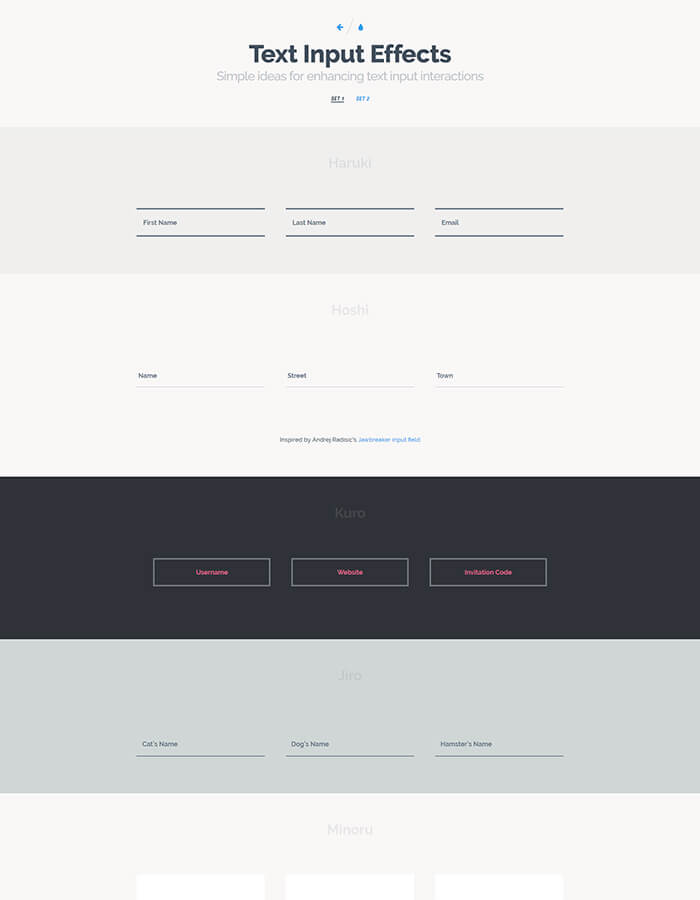 Text Input Effects
Simple ideas for enhancing text input interactions
SET 1 SET 2
Haruki
First Name Last Name Email
Hoshi
Name Street Town
Inspired by Andrej Radisic's Jawbreaker input field
Kuro
Username Website Invitation Code
Jiro
Cat's Name Dog's Name Hamster's Name
Minoru